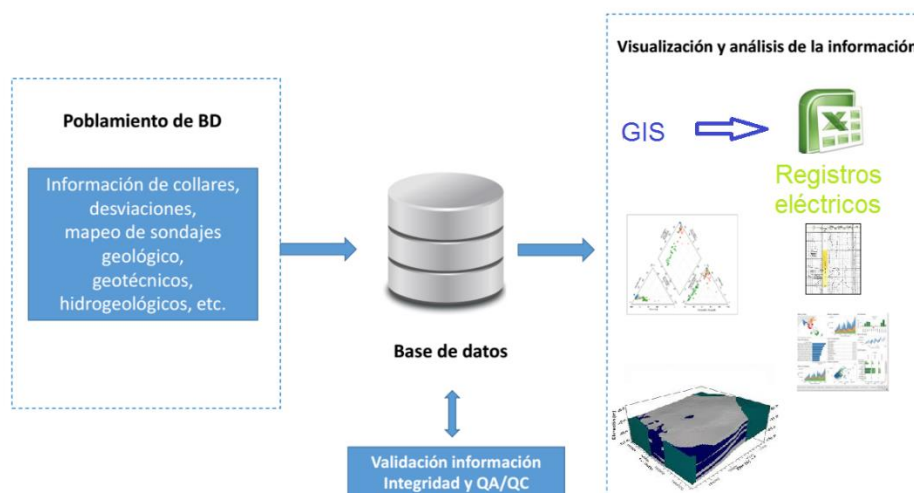 Poblamiento de BD
Información de collares,
desviaciones,
mapeo de sondajes
geológico,
geotécnicos,
hidrogeológicos, etc.
Base de datos
Validación información
Integridad y QA/QC
Visualización y análisis de la información
GIS
X
Registros
eléctricos